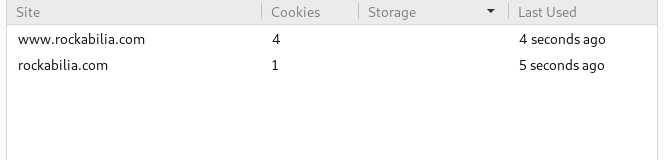 Site Cookies Storage Last Used
www.rockabilia.com 4 4 seconds ago
rockabilia.com 1 5 seconds ago